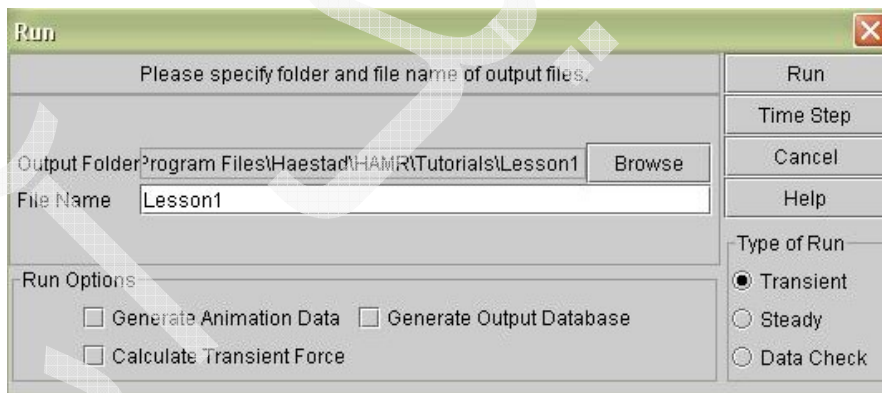 Run
Please specify folder and file name of output files.
Output Folder Program Files\Haestad\HAMR\Tutorials\Lesson1 Browse
File Name Lesson1
Run Options
Generate Animation Data Generate Output Database
Calculate Transient Force
Run
Time Step
Cancel
Help
Type of Run
Transient
Steady
Data Check